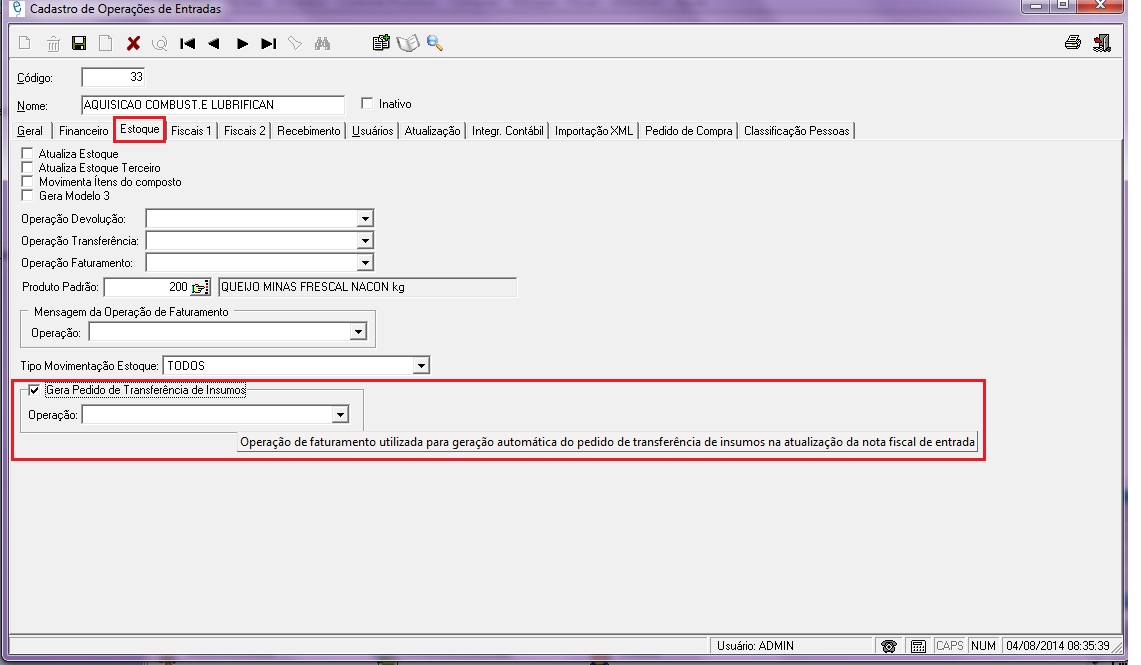 Cadastro de Operações de Entradas
Código: 33
Nome: AQUISICAO COMBUST.E LUBRIFICAN Inativo
Geral Financeiro Estoque Fiscais 1 Fiscais 2 Recebimento Usuários Atualização Integr. Contábil Importação XML Pedido de Compra Classificação Pessoas
Atualiza Estoque
Atualiza Estoque Terceiro
Movimenta Ítens do composto
Gera Modelo 3
Operação Devolução:
Operação Transferência:
Operação Faturamento:
Produto Padrão: 200 QUEIJO MINAS FRESCAL NACON kg
Mensagem da Operação de Faturamento
Operação:
Tipo Movimentação Estoque: TODOS
Gera Pedido de Transferência de Insumos
Operação:
Operação de faturamento utilizada para geração automática do pedido de transferência de insumos na atualização da nota fiscal de entrada
Usuário: ADMIN CAPS NUM 04/08/2014 08:35:39